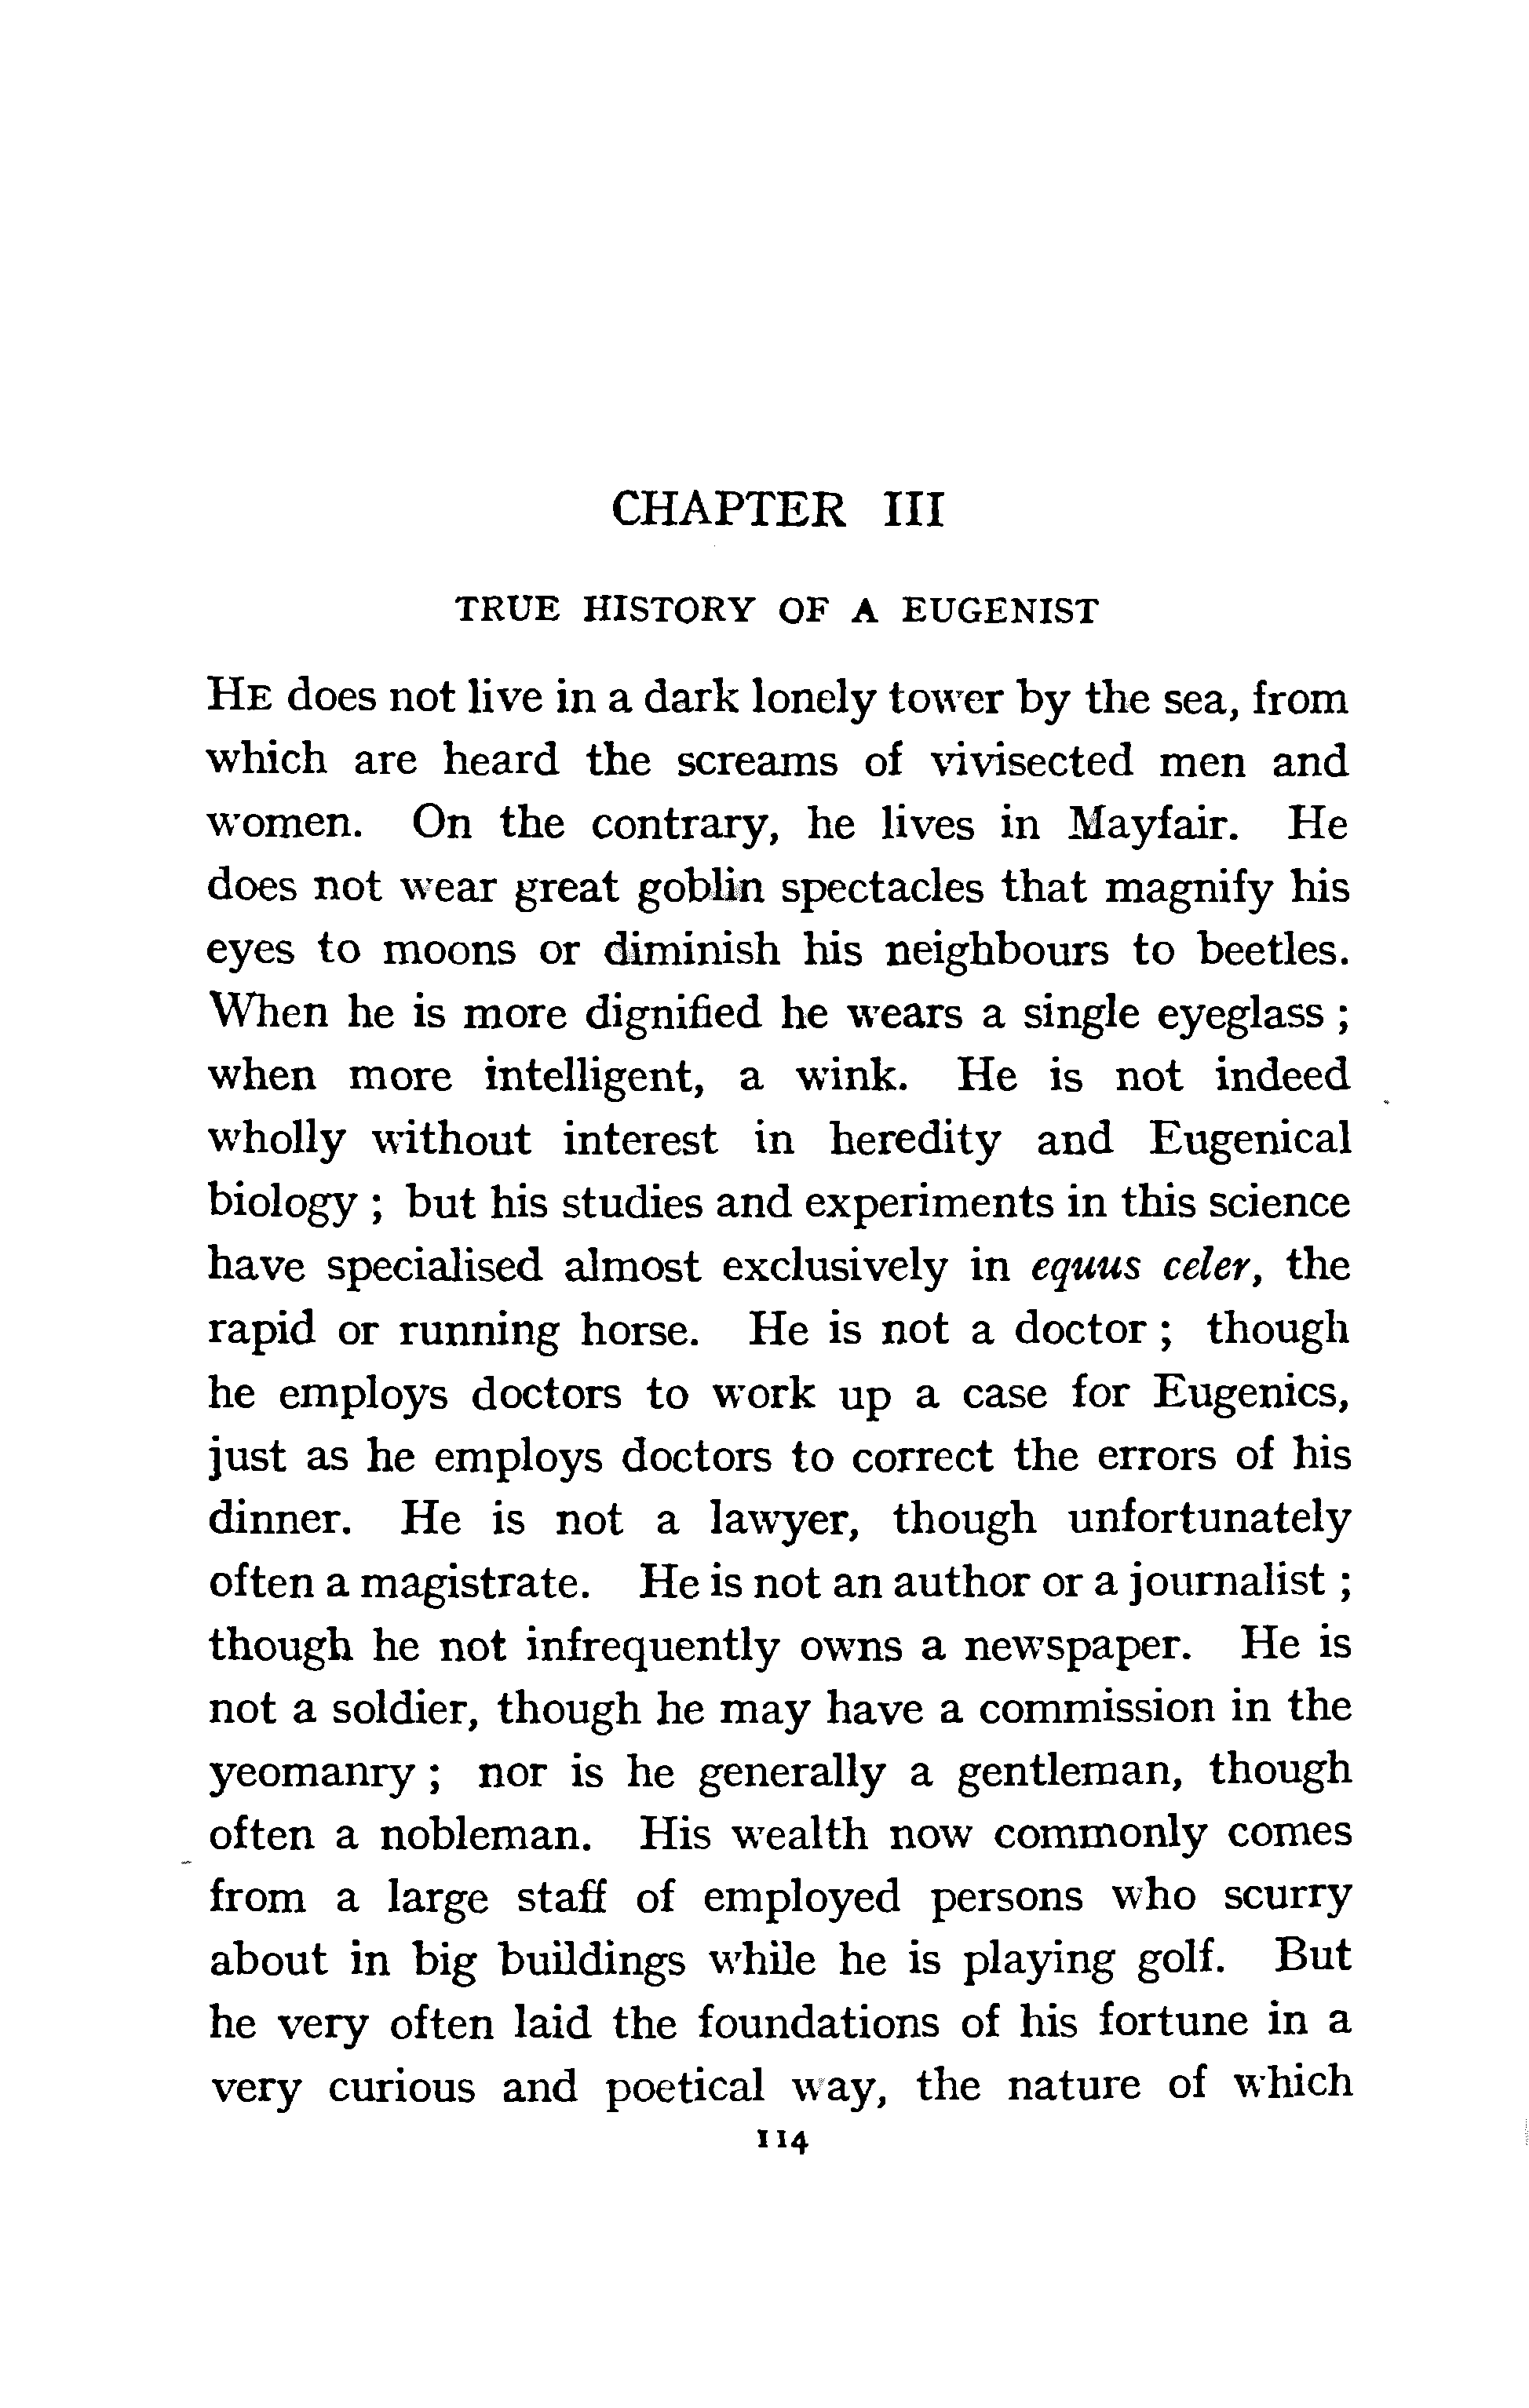 CHAPTER III
TRUE HISTORY OF A EUGENIST
HE does not live in a dark lonely tower by the sea, from
which are heard the screams of vivisected men and
women. On the contrary, he lives in Mayfair. He
does not wear great goblin spectacles that magnify his
eyes to moons or diminish his neighbours to beetles.
When he is more dignified he wears a single eyeglass ;
when more intelligent, a wink. He is not indeed
wholly without interest in heredity and Eugenical
biology ; but his studies and experiments in this science
have specialised almost exclusively in equus celer, the
rapid or running horse. He is not a doctor ; though
he employs doctors to work up a case for Eugenics,
just as he employs doctors to correct the errors of his
dinner. He is not a lawyer, though unfortunately
often a magistrate. He is not an author or a journalist ;
though he not infrequently owns a newspaper. He is
not a soldier, though he may have a commission in the
yeomanry ; nor is he generally a gentleman, though
often a nobleman. His wealth now commonly comes
from a large staff of employed persons who scurry
about in big buildings while he is playing golf. But
he very often laid the foundations of his fortune in a
very curious and poetical way, the nature of which
114